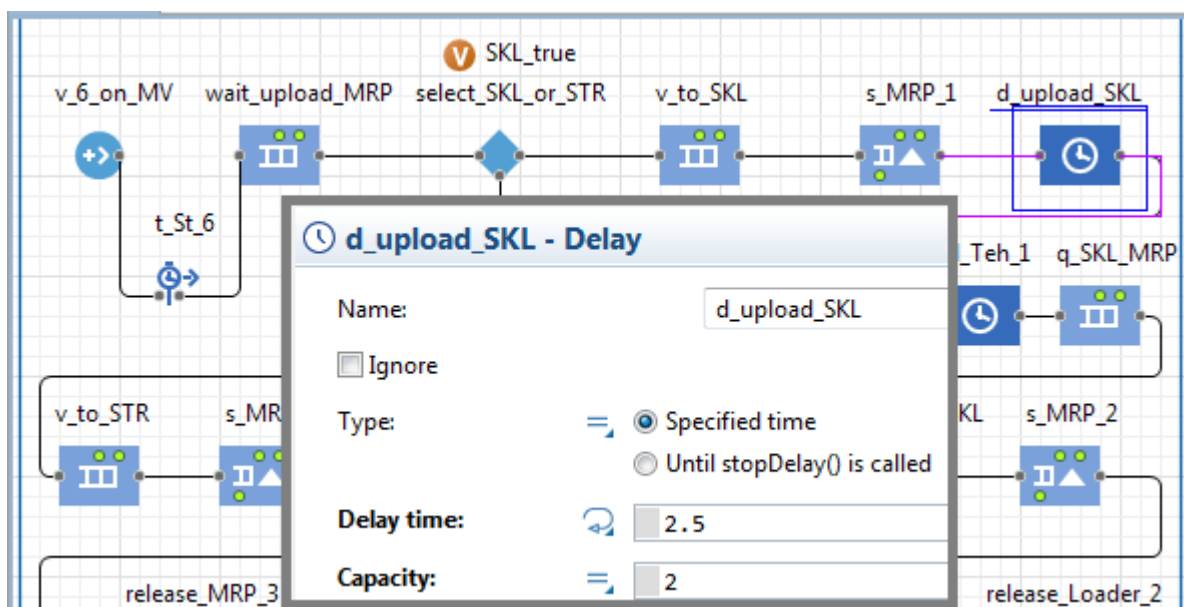 SKL_true
v_6_on_MV wait_upload_MRP select_SKL_or_STR v_to_SKL s_MRP_1 d_upload_SKL
t_St_6
d_upload_SKL - Delay
_Teh_1 q_SKL_MRP
Name: d_upload_SKL
Ignore
v_to_STR s_MR
Type: Specified time
KL s_MRP_2
Until stopDelay() is called
Delay time: 2.5
Capacity: 2
release_MRP_3 release_Loader_2